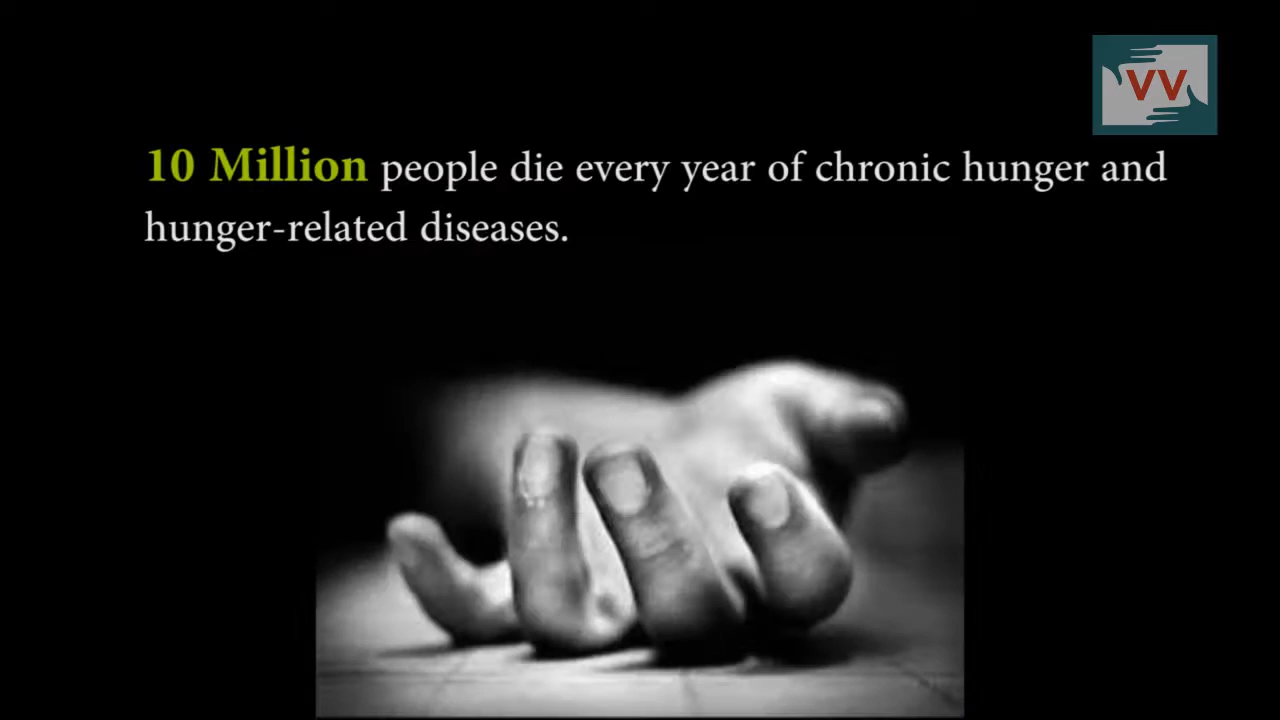 VV
10 Million people die every year of chronic hunger and
hunger-related diseases.